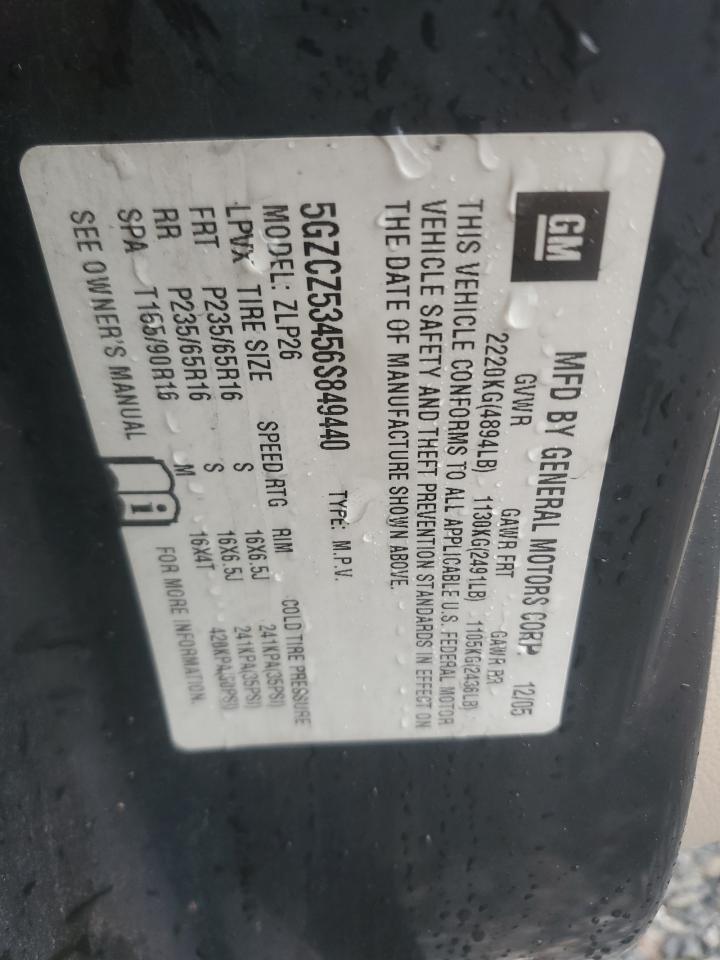 GM
MFD BY GENERAL MOTORS CORP. 12/05
GVWR GAWR FRT GAWR RR
2220KG(4894LB) 1130KG(2491LB) 1105KG(2436LB)
THIS VEHICLE CONFORMS TO ALL APPLICABLE U.S. FEDERAL MOTOR
VEHICLE SAFETY AND THEFT PREVENTION STANDARDS IN EFFECT ON
THE DATE OF MANUFACTURE SHOWN ABOVE.
5GZCZ53456S849440 TYPE: M.P.V.
MODEL: ZLP26
LPVX TIRE SIZE SPEED RTG RIM COLD TIRE PRESSURE
FRT P235/65R16 S 16X6.5J 241KPA(35PSI)
RR P235/65R16 S 16X6.5J 241KPA(35PSI)
SPA T155/90R16 M 16X4T 420KPA(60PSI)
SEE OWNER'S MANUAL i FOR MORE INFORMATION.